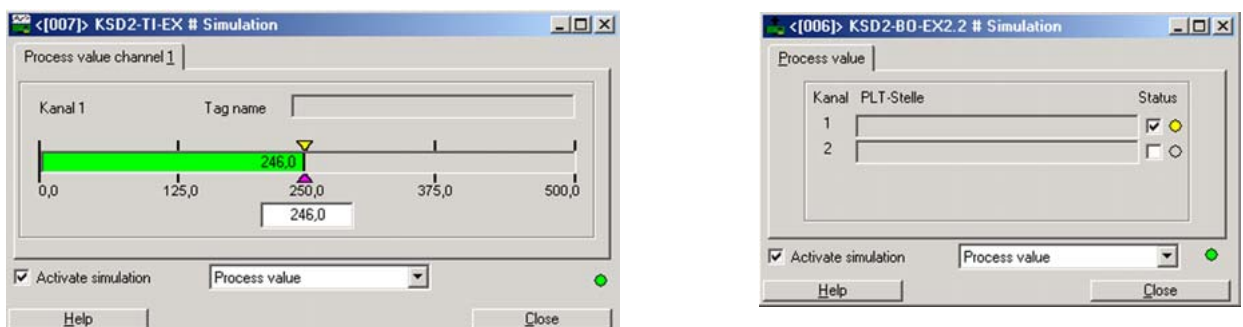 <[007]> KSD2-TI-EX # Simulation
Process value channel 1
Kanal 1 Tag name
246,0
0,0 125,0 250,0 375,0 500,0
246,0
Activate simulation Process value
Help Close
<[006]> KSD2-BO-EX2.2 # Simulation
Process value
Kanal PLT-Stelle Status
1
2
Activate simulation Process value
Help Close